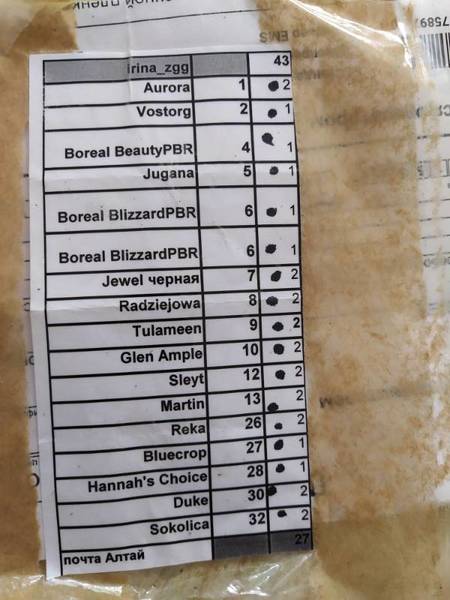 irina_zgg 43
Aurora 1 2
Vostorg 2 1
Boreal BeautyPBR 4 1
Jugana 5 1
Boreal BlizzardPBR 6 1
Boreal BlizzardPBR 6 1
Jewel черная 7 2
Radziejowa 8 2
Tulameen 9 2
Glen Ample 10 2
Sleyt 12 2
Martin 13 2
Reka 26 2
Bluecrop 27 1
Hannah's Choice 28 1
Duke 30 2
Sokolica 32 2
почта Алтай 27
EMS